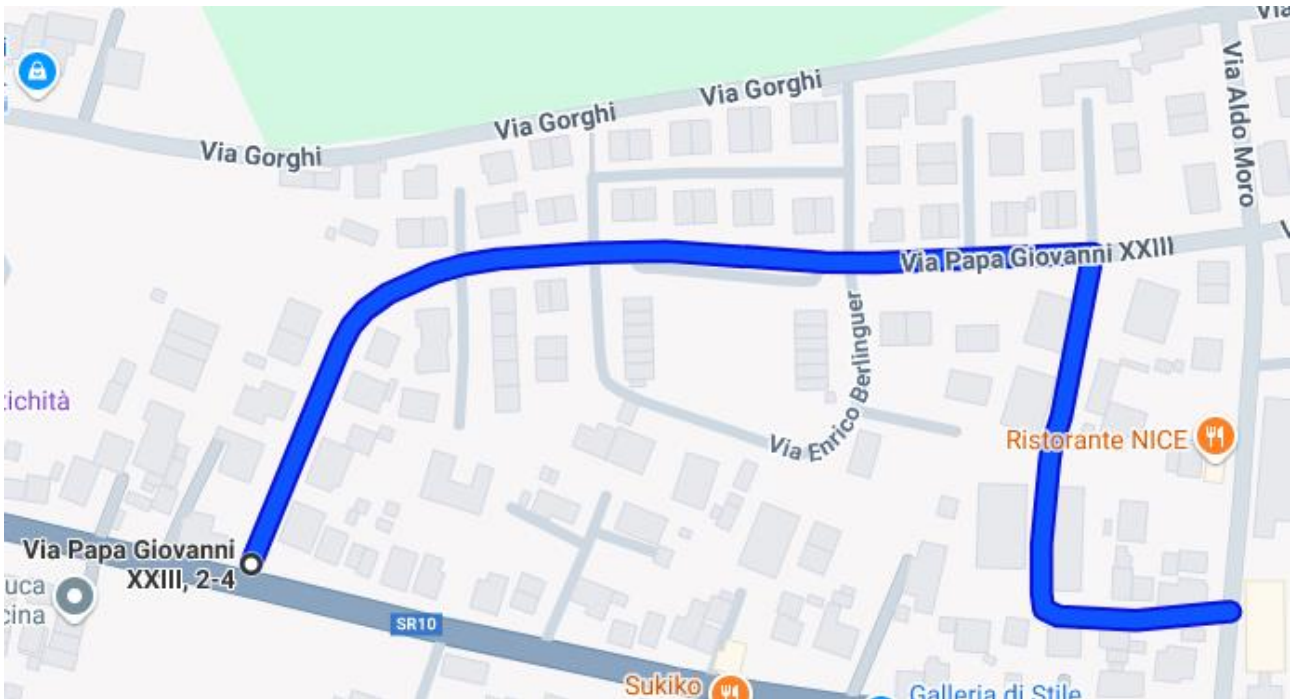 Via Gorghi
Via Gorghi
Via Gorghi
Via Aldo Moro
Via Papa Giovanni XXIII
Via Enrico Berlinguer
Ristorante NICE
Via Papa Giovanni
XXIII, 2-4
SR10
Sukiko
Galleria di Stile